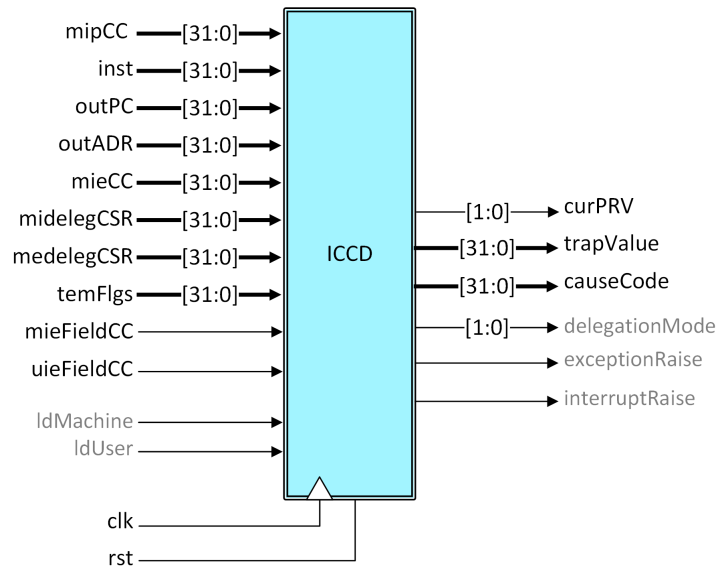 mipCC [31:0]
inst [31:0]
outPC [31:0]
outADR [31:0]
mieCC [31:0]
midelegCSR [31:0]
medelegCSR [31:0]
temFlgs [31:0]
mieFieldCC
uieFieldCC
ldMachine
ldUser
clk
rst
ICCD
[1:0] curPRV
[31:0] trapValue
[31:0] causeCode
[1:0] delegationMode
exceptionRaise
interruptRaise